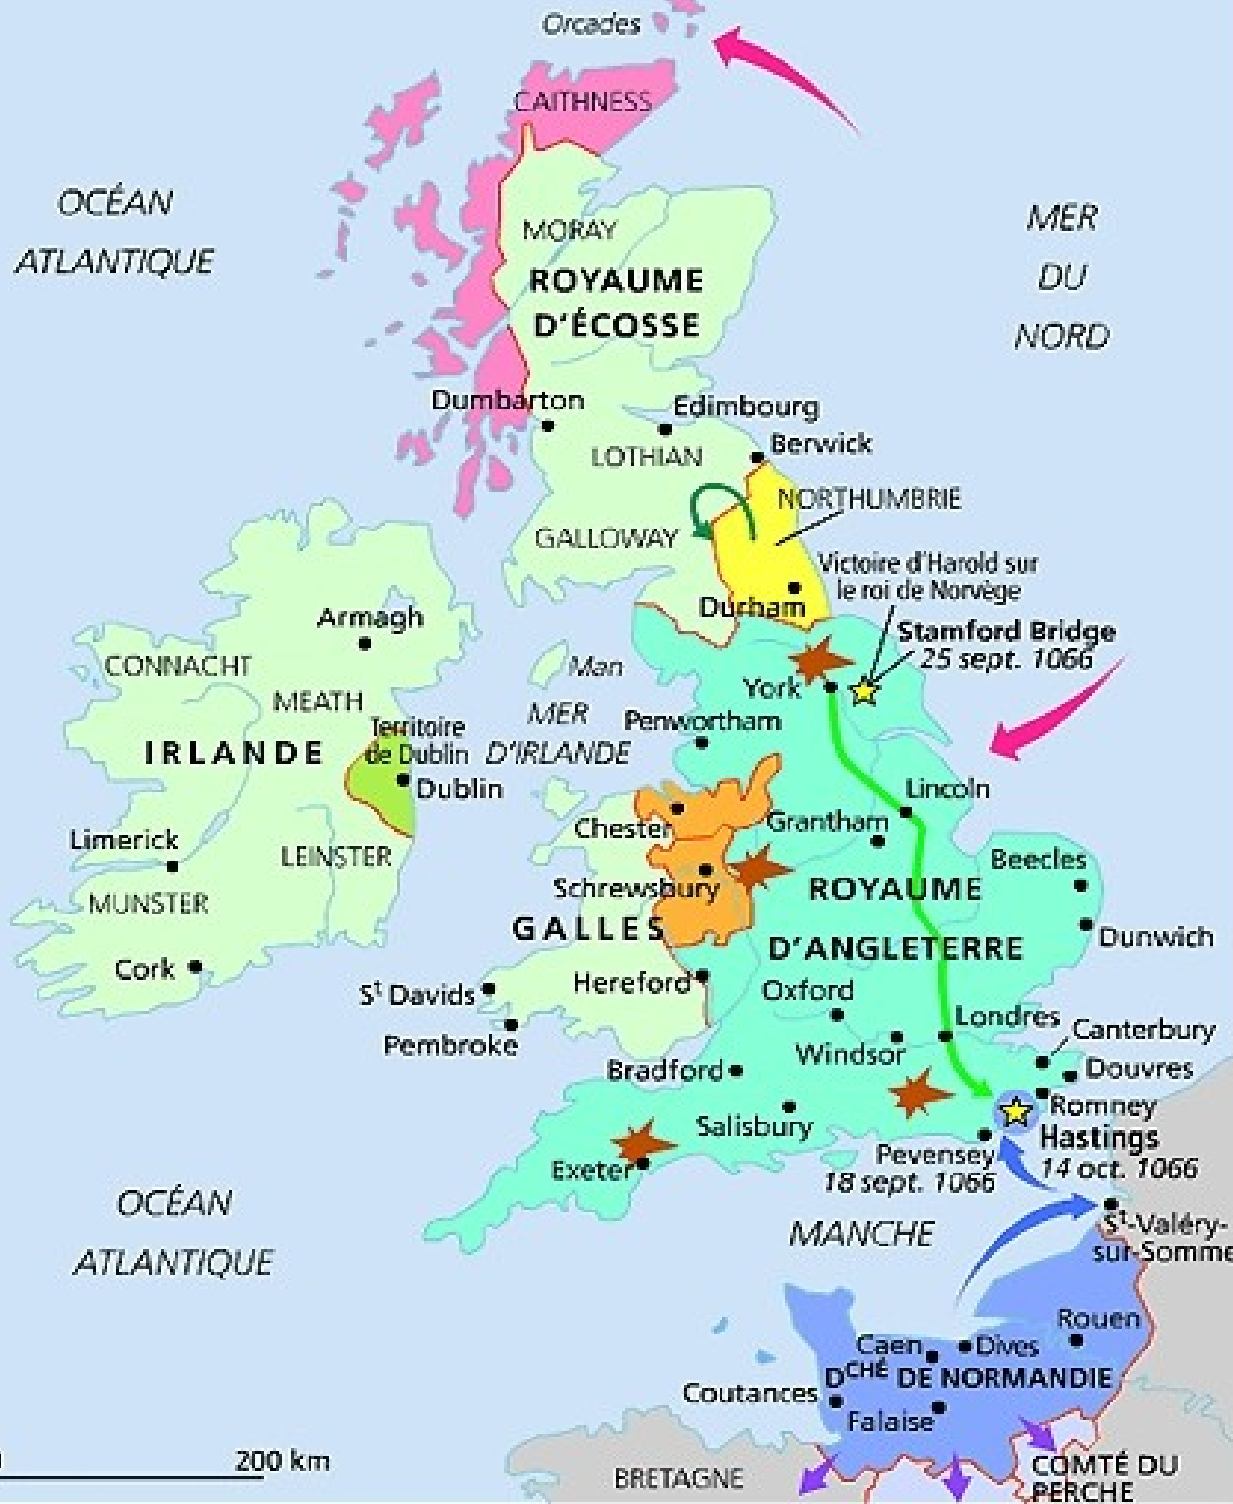 Orcades
CAITHNESS
OCÉAN
ATLANTIQUE
MER
DU
NORD
MORAY
ROYAUME
D'ÉCOSSE
Dumbarton
Edimbourg
Berwick
LOTHIAN
NORTHUMBRIE
GALLOWAY
Victoire d'Harold sur
le roi de Norvège
Durham
Stamford Bridge
25 sept. 1066
Armagh
CONNACHT
MEATH
Man
York
MER
D'IRLANDE
Penwortham
Territoire
de Dublin
IRLANDE
Dublin
Lincoln
Chester
Grantham
Limerick
LEINSTER
Beecles
Schrewsbury
ROYAUME
D'ANGLETERRE
MUNSTER
GALLES
Dunwich
Cork
St Davids
Hereford
Oxford
Londres
Canterbury
Pembroke
Windsor
Bradford
Douvres
Romney
Salisbury
Hastings
14 oct. 1066
Exeter
Pevensey
18 sept. 1066
OCÉAN
ATLANTIQUE
MANCHE
St-Valéry-
sur-Somme
Rouen
Caen
Dives
DCHÉ DE NORMANDIE
Coutances
Falaise
200 km
BRETAGNE
COMTÉ DU
PERCHE